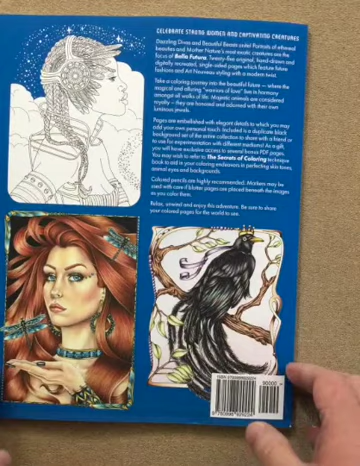 CELEBRATE STRONG WOMEN AND CAPTIVATING CREATURES
Dazzling Divas and Beautiful Beasts exist! Portraits of ethereal
beauties and Mother Nature's most exotic creatures are the
focus of Bella Futura. Twenty-five original, hand-drawn and
digitally recreated, single-sided pages which feature future
Fashion and Art Nouveau styling with a modern twist.
Take a coloring journey into the beautiful future — where the
magical and alluring "warriors of love" live in harmony
amongst all walks of life. Majestic animals are considered
royalty – they are honored and adorned with their own
luminous jewels.
Pages are embellished with elegant details to which you may
add your own personal touch. Included is a duplicate black
background set of the entire collection to share with a friend or
to use for experimentation with different mediums! As a gift,
you will have exclusive access to several bonus PDF pages.
You may wish to refer to The Secrets of Coloring technique
book to aid in your coloring endeavors in perfecting skin tones,
animal eyes and backgrounds.
Colored pencils are highly recommended. Markers may be
used with care if blotter pages are placed beneath the images
as you color them.
Relax, unwind and enjoy this adventure. Be sure to share
your colored pages for the world to see.
90000